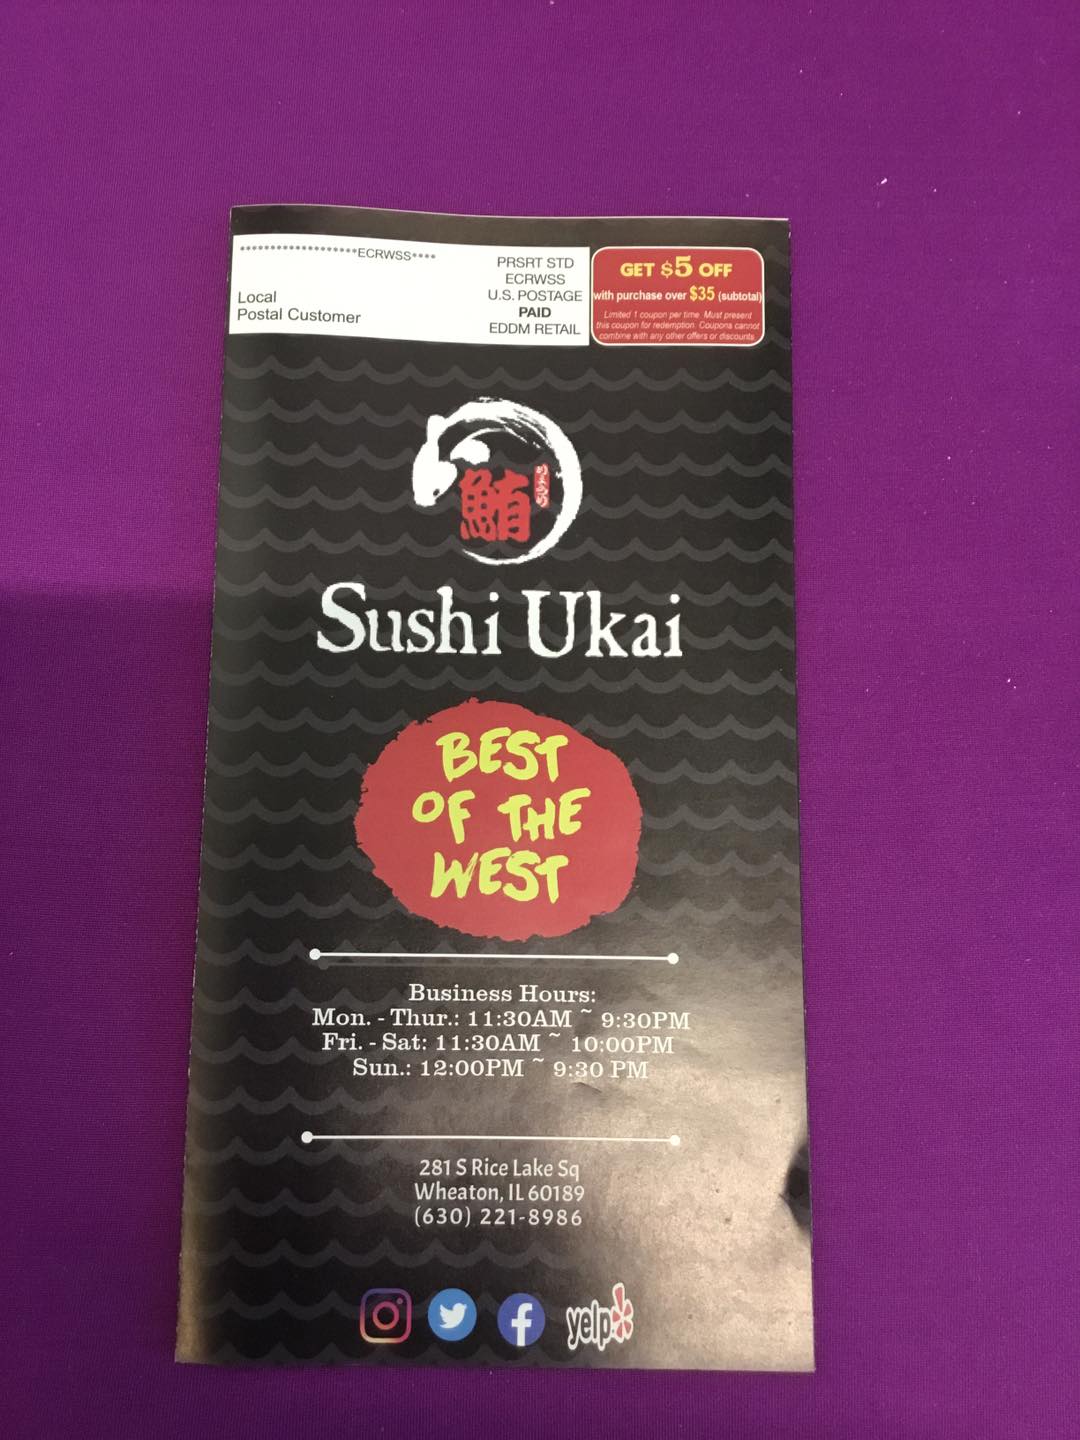 *******************ECRWSS****
Local
Postal Customer
PRSRT STD
ECRWSS
U.S. POSTAGE
PAID
EDDM RETAIL
GET $5 OFF
with purchase over $35 (subtotal)
Limited 1 coupon per time. Must present
this coupon for redemption. Coupons cannot
combine with any other offers or discounts
鮪
Sushi Ukai
BEST
OF THE
WEST
Business Hours:
Mon. - Thur.: 11:30AM ~ 9:30PM
Fri. - Sat: 11:30AM ~ 10:00PM
Sun.: 12:00PM ~ 9:30 PM
281 S Rice Lake Sq
Wheaton, IL 60189
(630) 221-8986
yelp